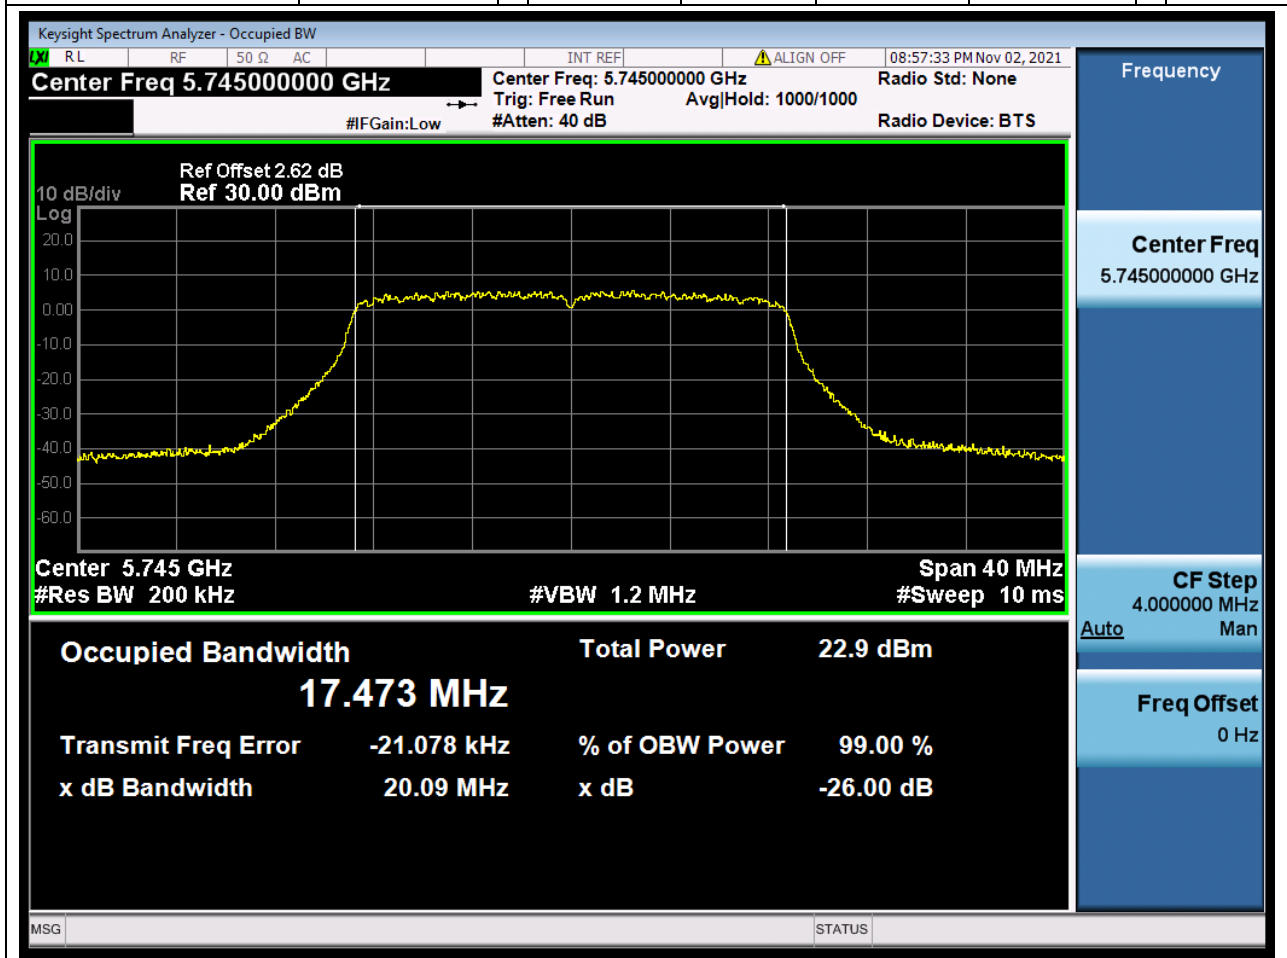 Keysight Spectrum Analyzer - Occupied BW
LXI RL RF 50 Ω AC INT REF ALIGN OFF 08:57:33 PM Nov 02, 2021
Center Freq 5.745000000 GHz Center Freq: 5.745000000 GHz Radio Std: None
Trig: Free Run Avg|Hold: 1000/1000
#IFGain:Low #Atten: 40 dB Radio Device: BTS
Ref Offset 2.62 dB
10 dB/div Ref 30.00 dBm
Log
20.0
10.0
0.00
-10.0
-20.0
-30.0
-40.0
-50.0
-60.0
Center 5.745 GHz Span 40 MHz
#Res BW 200 kHz #VBW 1.2 MHz #Sweep 10 ms
Occupied Bandwidth Total Power 22.9 dBm
17.473 MHz
Transmit Freq Error -21.078 kHz % of OBW Power 99.00 %
x dB Bandwidth 20.09 MHz x dB -26.00 dB
MSG STATUS
Frequency
Center Freq
5.745000000 GHz
CF Step
4.000000 MHz
Auto Man
Freq Offset
0 Hz